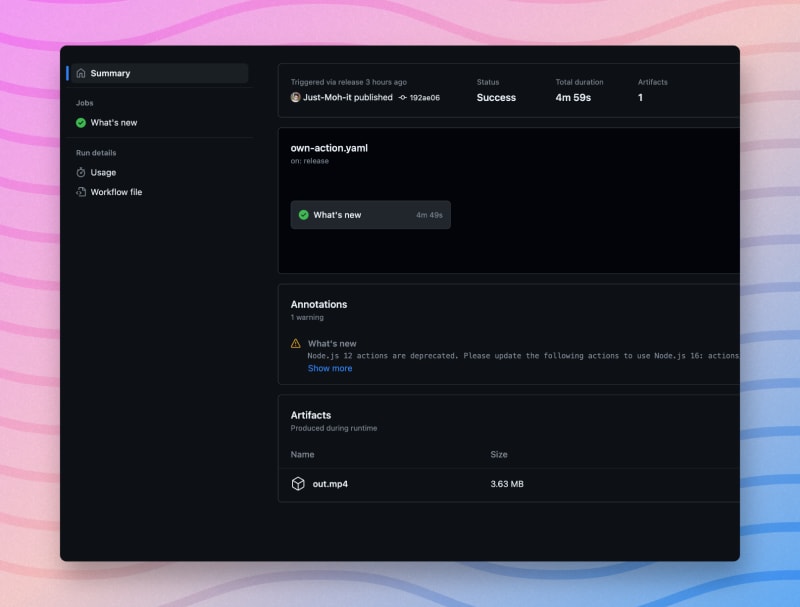 Summary
Jobs
What's new
Run details
Usage
Workflow file
Triggered via release 3 hours ago
Just-Moh-it published 192ae06
Status
Success
Total duration
4m 59s
Artifacts
1
own-action.yaml
on: release
What's new 4m 49s
Annotations
1 warning
What's new
Node.js 12 actions are deprecated. Please update the following actions to use Node.js 16: actions
Show more
Artifacts
Produced during runtime
Name Size
out.mp4 3.63 MB